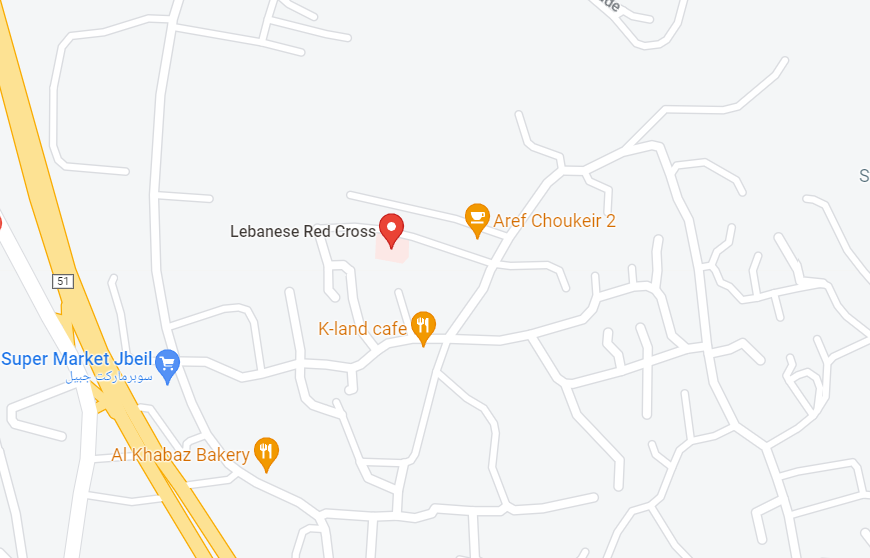 Aref Choukeir 2
Lebanese Red Cross
51
K-land cafe
Super Market Jbeil
سوبرماركت جبيل
Al Khabaz Bakery